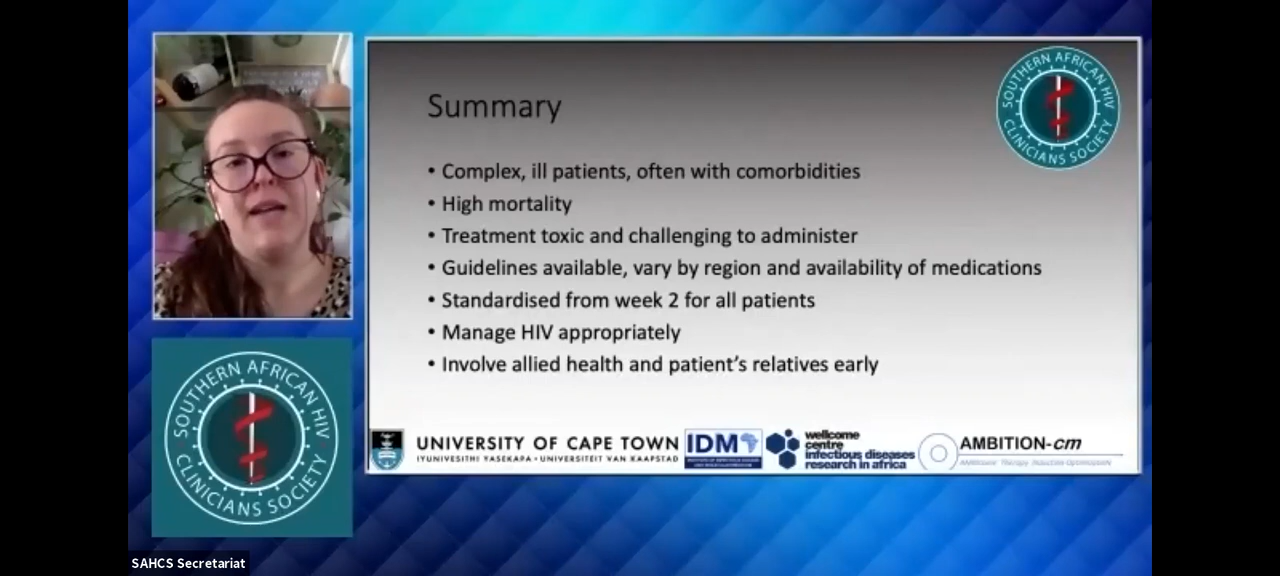 Summary
SOUTHERN AFRICAN HIV
CLINICIANS SOCIETY
• Complex, ill patients, often with comorbidities
• High mortality
• Treatment toxic and challenging to administer
• Guidelines available, vary by region and availability of medications
• Standardised from week 2 for all patients
• Manage HIV appropriately
• Involve allied health and patient's relatives early
SOUTHERN AFRICAN HIV
CLINICIANS SOCIETY
UNIVERSITY OF CAPE TOWN
IYUNIVESITHI YASEKAPA • UNIVERSITEIT VAN KAAPSTAD
IDM
wellcome
centre
infectious diseases
research in africa
AMBITION-cm
SAHCS Secretariat